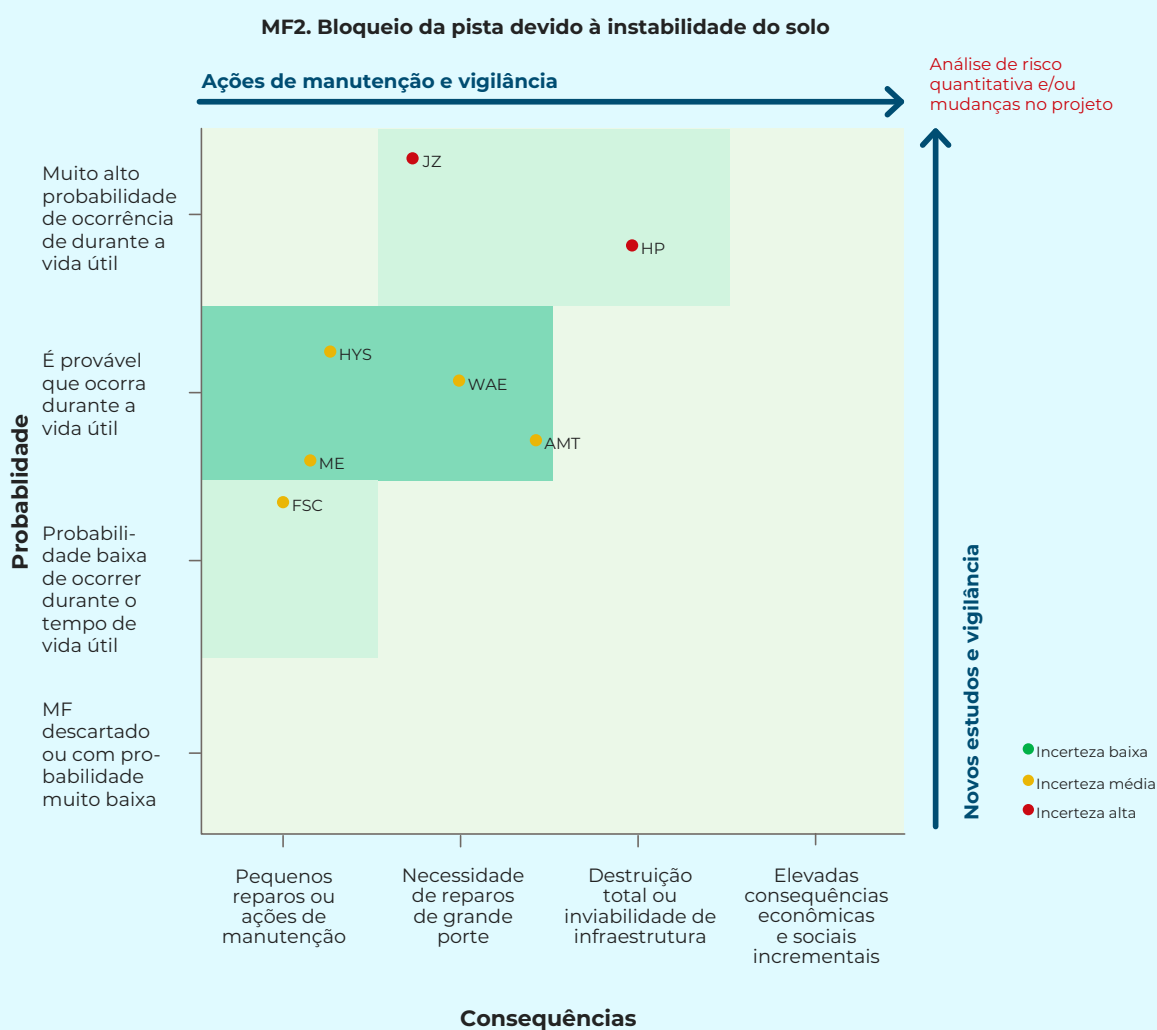 MF2. Bloqueio da pista devido à instabilidade do solo
Ações de manutenção e vigilância
Análise de risco
quantitativa e/ou
mudanças no projeto
Muito alto
probabilidade
de ocorrência
de durante a
vida útil
É provável
que ocorra
durante a
vida útil
Probabili-
dade baixa
de ocorrer
durante o
tempo de
vida útil
MF
descartado
ou com pro-
babilidade
muito baixa
Probablidade
JZ
HP
HYS
WAE
AMT
ME
FSC
Novos estudos e vigilância
Incerteza baixa
Incerteza média
Incerteza alta
Pequenos
reparos ou
ações de
manutenção
Necessidade
de reparos
de grande
porte
Destruição
total ou
inviabilidade de
infraestrutura
Elevadas
consequências
econômicas
e sociais
incrementais
Consequências